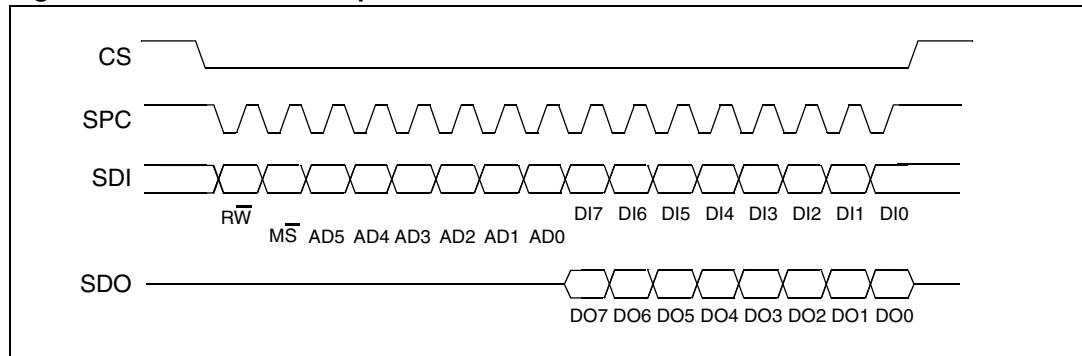 CS
SPC
SDI
RW̅
DI7 DI6 DI5 DI4 DI3 DI2 DI1 DI0
MS̅ AD5 AD4 AD3 AD2 AD1 AD0
SDO
DO7 DO6 DO5 DO4 DO3 DO2 DO1 DO0